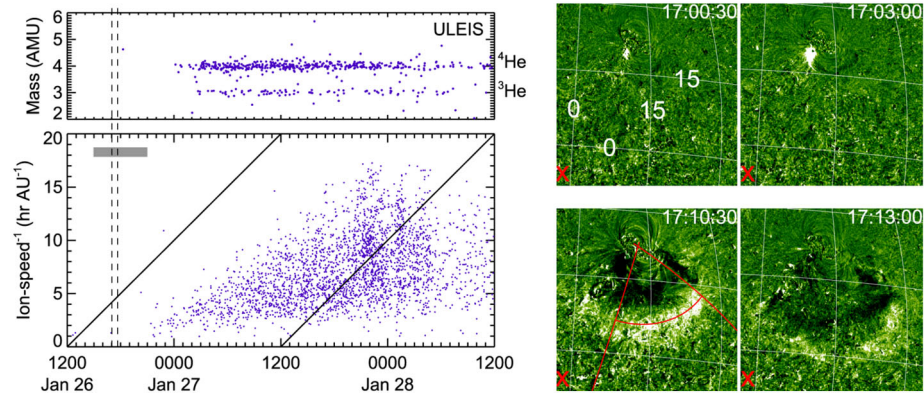 ULEIS
Mass (AMU)
6
5
4
3
2
⁴He
³He
Ion-speed⁻¹ (hr AU⁻¹)
20
15
10
5
0
1200 0000 1200 0000 1200
Jan 26 Jan 27 Jan 28
17:00:30
15
0 15
0
X
17:03:00
X
17:10:30
X
17:13:00
X